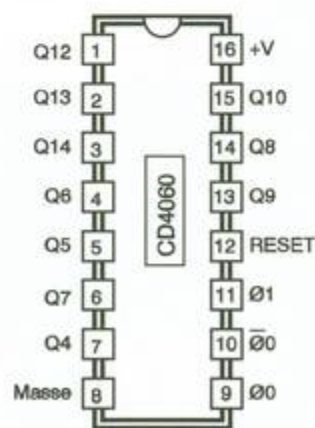 Q12 1 16 +V
Q13 2 15 Q10
Q14 3 14 Q8
Q6 4 13 Q9
Q5 5 12 RESET
Q7 6 11 Ø1
Q4 7 10 Ø̅0
Masse 8 9 Ø0
CD4060